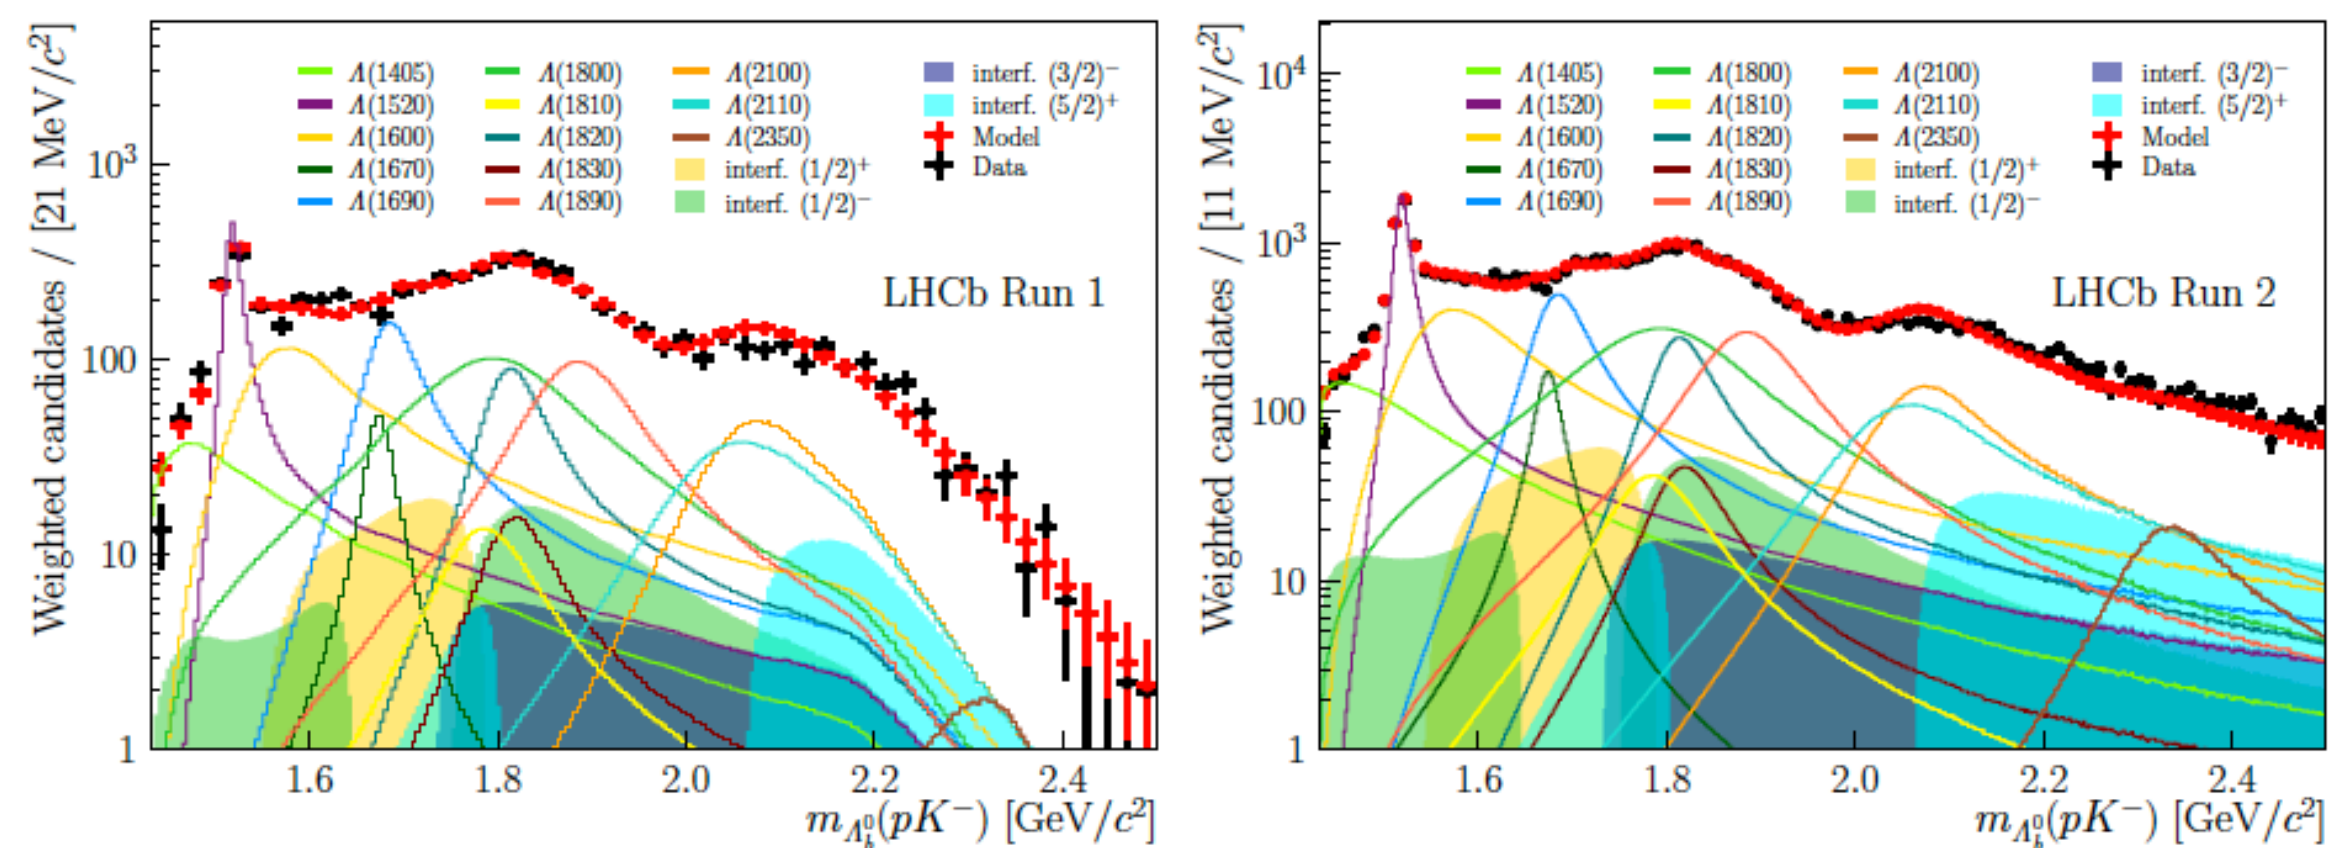 Weighted candidates / [21 MeV/c²]
10³
100
10
1
Λ(1405)
Λ(1520)
Λ(1600)
Λ(1670)
Λ(1690)
Λ(1800)
Λ(1810)
Λ(1820)
Λ(1830)
Λ(1890)
Λ(2100)
Λ(2110)
Λ(2350)
interf. (1/2)⁺
interf. (1/2)⁻
interf. (3/2)⁻
interf. (5/2)⁺
Model
Data
LHCb Run 1
1.6 1.8 2.0 2.2 2.4
m_{Λ_b^0}(pK⁻) [GeV/c²]
Weighted candidates / [11 MeV/c²]
10⁴
10³
100
10
1
Λ(1405)
Λ(1520)
Λ(1600)
Λ(1670)
Λ(1690)
Λ(1800)
Λ(1810)
Λ(1820)
Λ(1830)
Λ(1890)
Λ(2100)
Λ(2110)
Λ(2350)
interf. (1/2)⁺
interf. (1/2)⁻
interf. (3/2)⁻
interf. (5/2)⁺
Model
Data
LHCb Run 2
1.6 1.8 2.0 2.2 2.4
m_{Λ_b^0}(pK⁻) [GeV/c²]